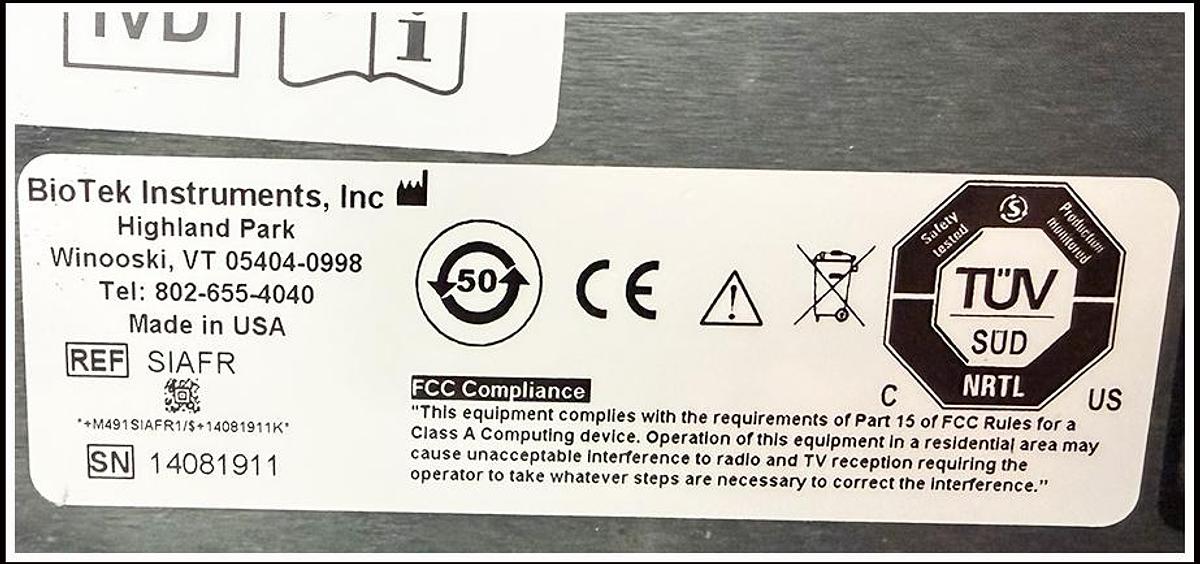 IVD
i
BioTek Instruments, Inc
Highland Park
Winooski, VT 05404-0998
Tel: 802-655-4040
Made in USA
REF SIAFR
*+M491SIAFR1/$+14081911K*
SN 14081911
50
CE
Safety tested
S
Production monitored
TÜV
SÜD
NRTL
C US
FCC Compliance
"This equipment complies with the requirements of Part 15 of FCC Rules for a
Class A Computing device. Operation of this equipment in a residential area may
cause unacceptable interference to radio and TV reception requiring the
operator to take whatever steps are necessary to correct the interference."